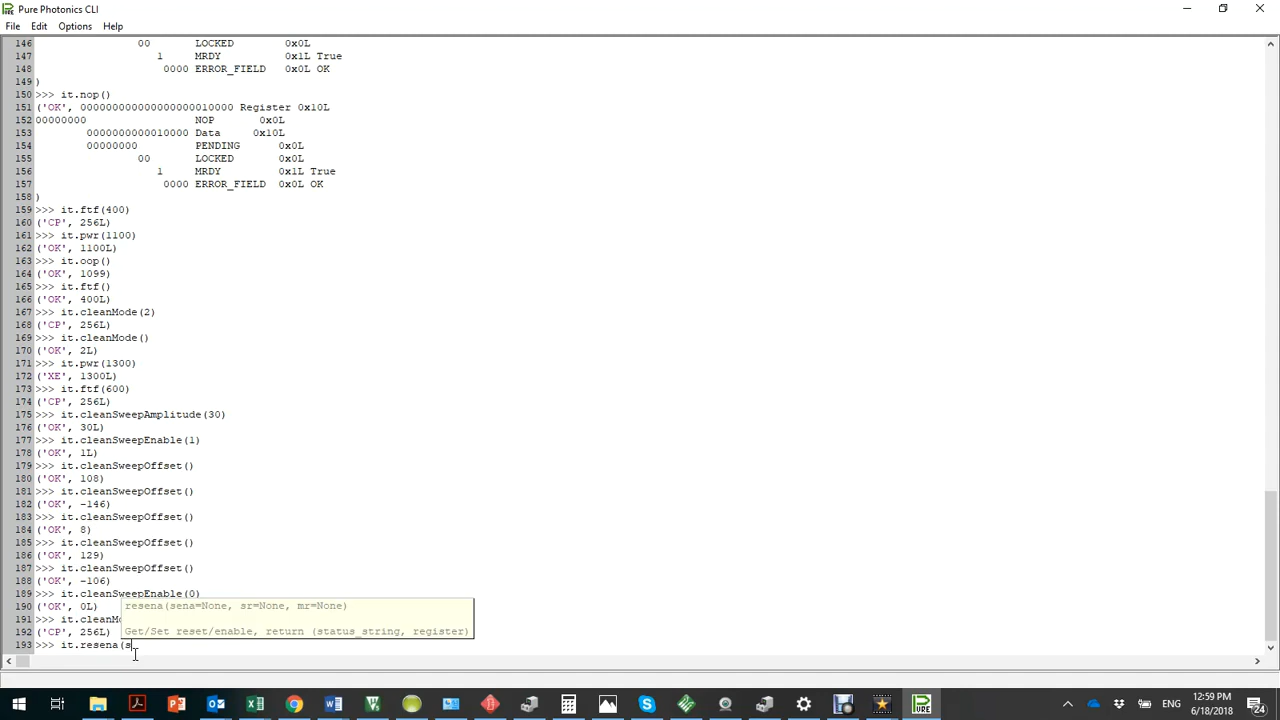 Pure Photonics CLI
File Edit Options Help
146 00 LOCKED 0x0L
147 1 MRDY 0x1L True
148 0000 ERROR_FIELD 0x0L OK
149 )
150 >>> it.nop()
151 ('OK', 00000000000000000000010000 Register 0x10L
152 00000000 NOP 0x0L
153 0000000000010000 Data 0x10L
154 00000000 PENDING 0x0L
155 00 LOCKED 0x0L
156 1 MRDY 0x1L True
157 0000 ERROR_FIELD 0x0L OK
158 )
159 >>> it.ftf(400)
160 ('CP', 256L)
161 >>> it.pwr(1100)
162 ('OK', 1100L)
163 >>> it.oop()
164 ('OK', 1099)
165 >>> it.ftf()
166 ('OK', 400L)
167 >>> it.cleanMode(2)
168 ('CP', 256L)
169 >>> it.cleanMode()
170 ('OK', 2L)
171 >>> it.pwr(1300)
172 ('XE', 1300L)
173 >>> it.ftf(600)
174 ('CP', 256L)
175 >>> it.cleanSweepAmplitude(30)
176 ('OK', 30L)
177 >>> it.cleanSweepEnable(1)
178 ('OK', 1L)
179 >>> it.cleanSweepOffset()
180 ('OK', 108)
181 >>> it.cleanSweepOffset()
182 ('OK', -146)
183 >>> it.cleanSweepOffset()
184 ('OK', 8)
185 >>> it.cleanSweepOffset()
186 ('OK', 129)
187 >>> it.cleanSweepOffset()
188 ('OK', -106)
189 >>> it.cleanSweepEnable(0)
190 ('OK', 0L)
resena(sena=None, sr=None, mr=None)
191 >>> it.cleanM
192 ('CP', 256L)
Get/Set reset/enable, return (status_string, register)
193 >>> it.resena(s
12:59 PM
ENG
6/18/2018
24